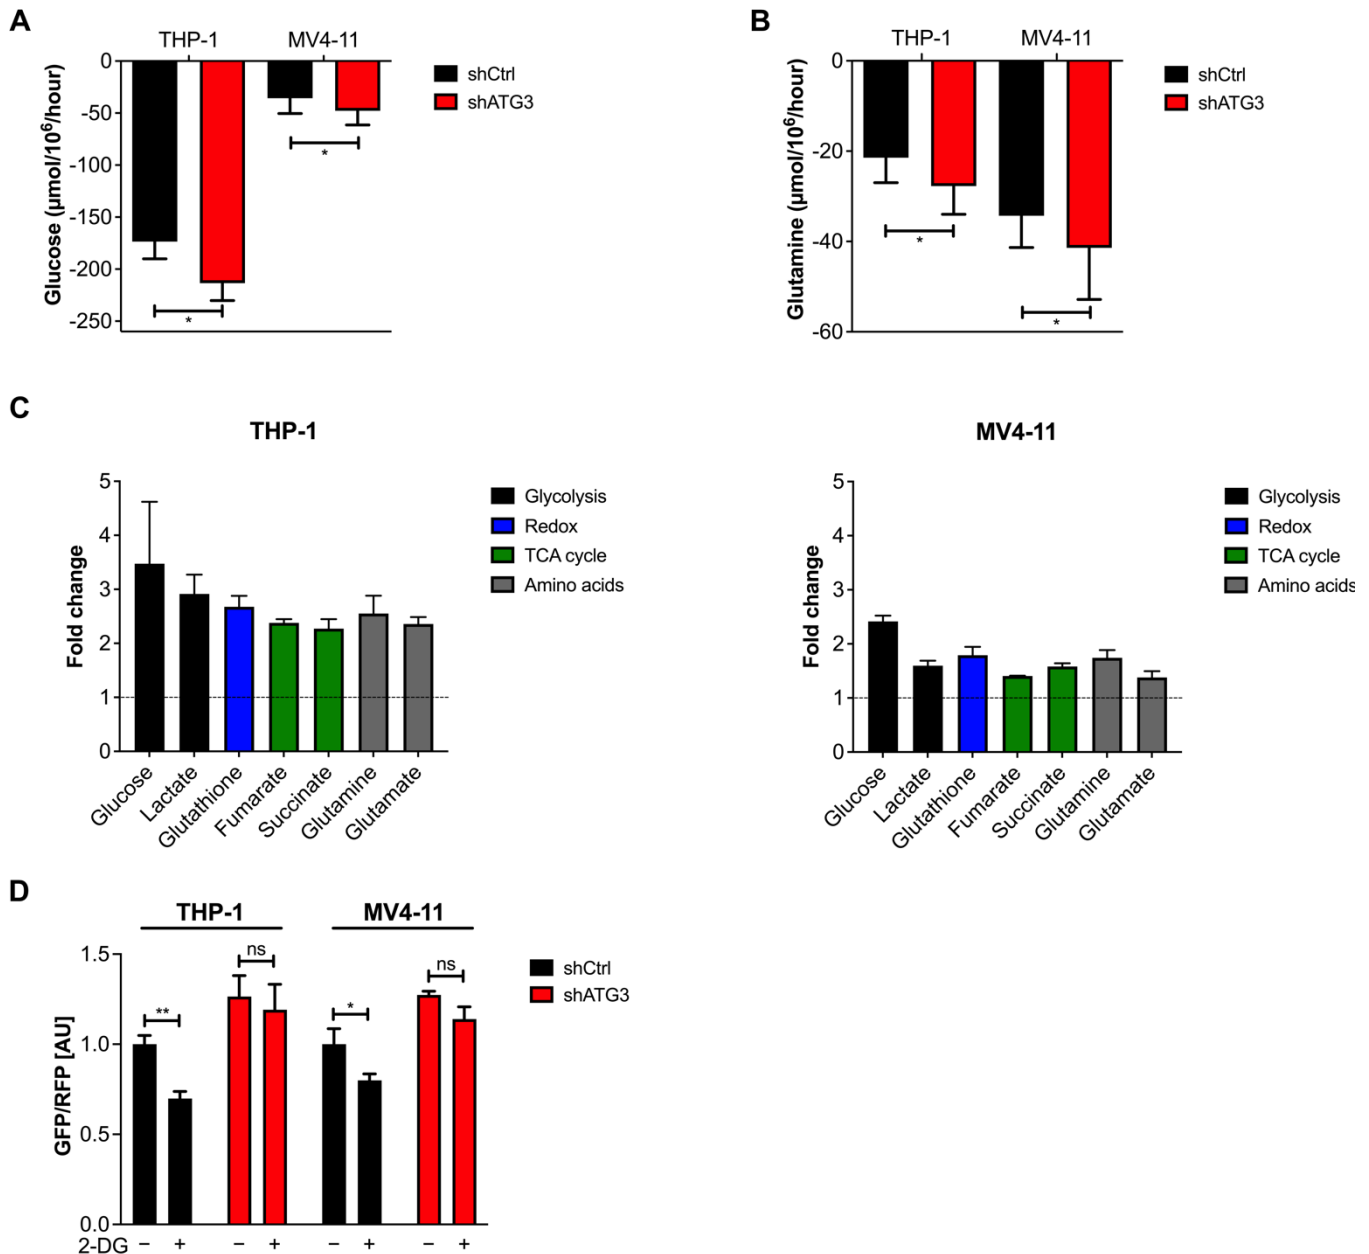 A
THP-1 MV4-11
Glucose (µmol/10⁶/hour)
0
-50
-100
-150
-200
-250
*
*
shCtrl
shATG3
B
THP-1 MV4-11
Glutamine (µmol/10⁶/hour)
0
-20
-40
-60
*
*
shCtrl
shATG3
C
THP-1
Fold change
5
4
3
2
1
0
Glucose
Lactate
Glutathione
Fumarate
Succinate
Glutamine
Glutamate
Glycolysis
Redox
TCA cycle
Amino acids
MV4-11
Fold change
5
4
3
2
1
0
Glucose
Lactate
Glutathione
Fumarate
Succinate
Glutamine
Glutamate
Glycolysis
Redox
TCA cycle
Amino acids
D
THP-1 MV4-11
GFP/RFP [AU]
1.5
1.0
0.5
0.0
** ns * ns
shCtrl
shATG3
2-DG − + − + − + − +